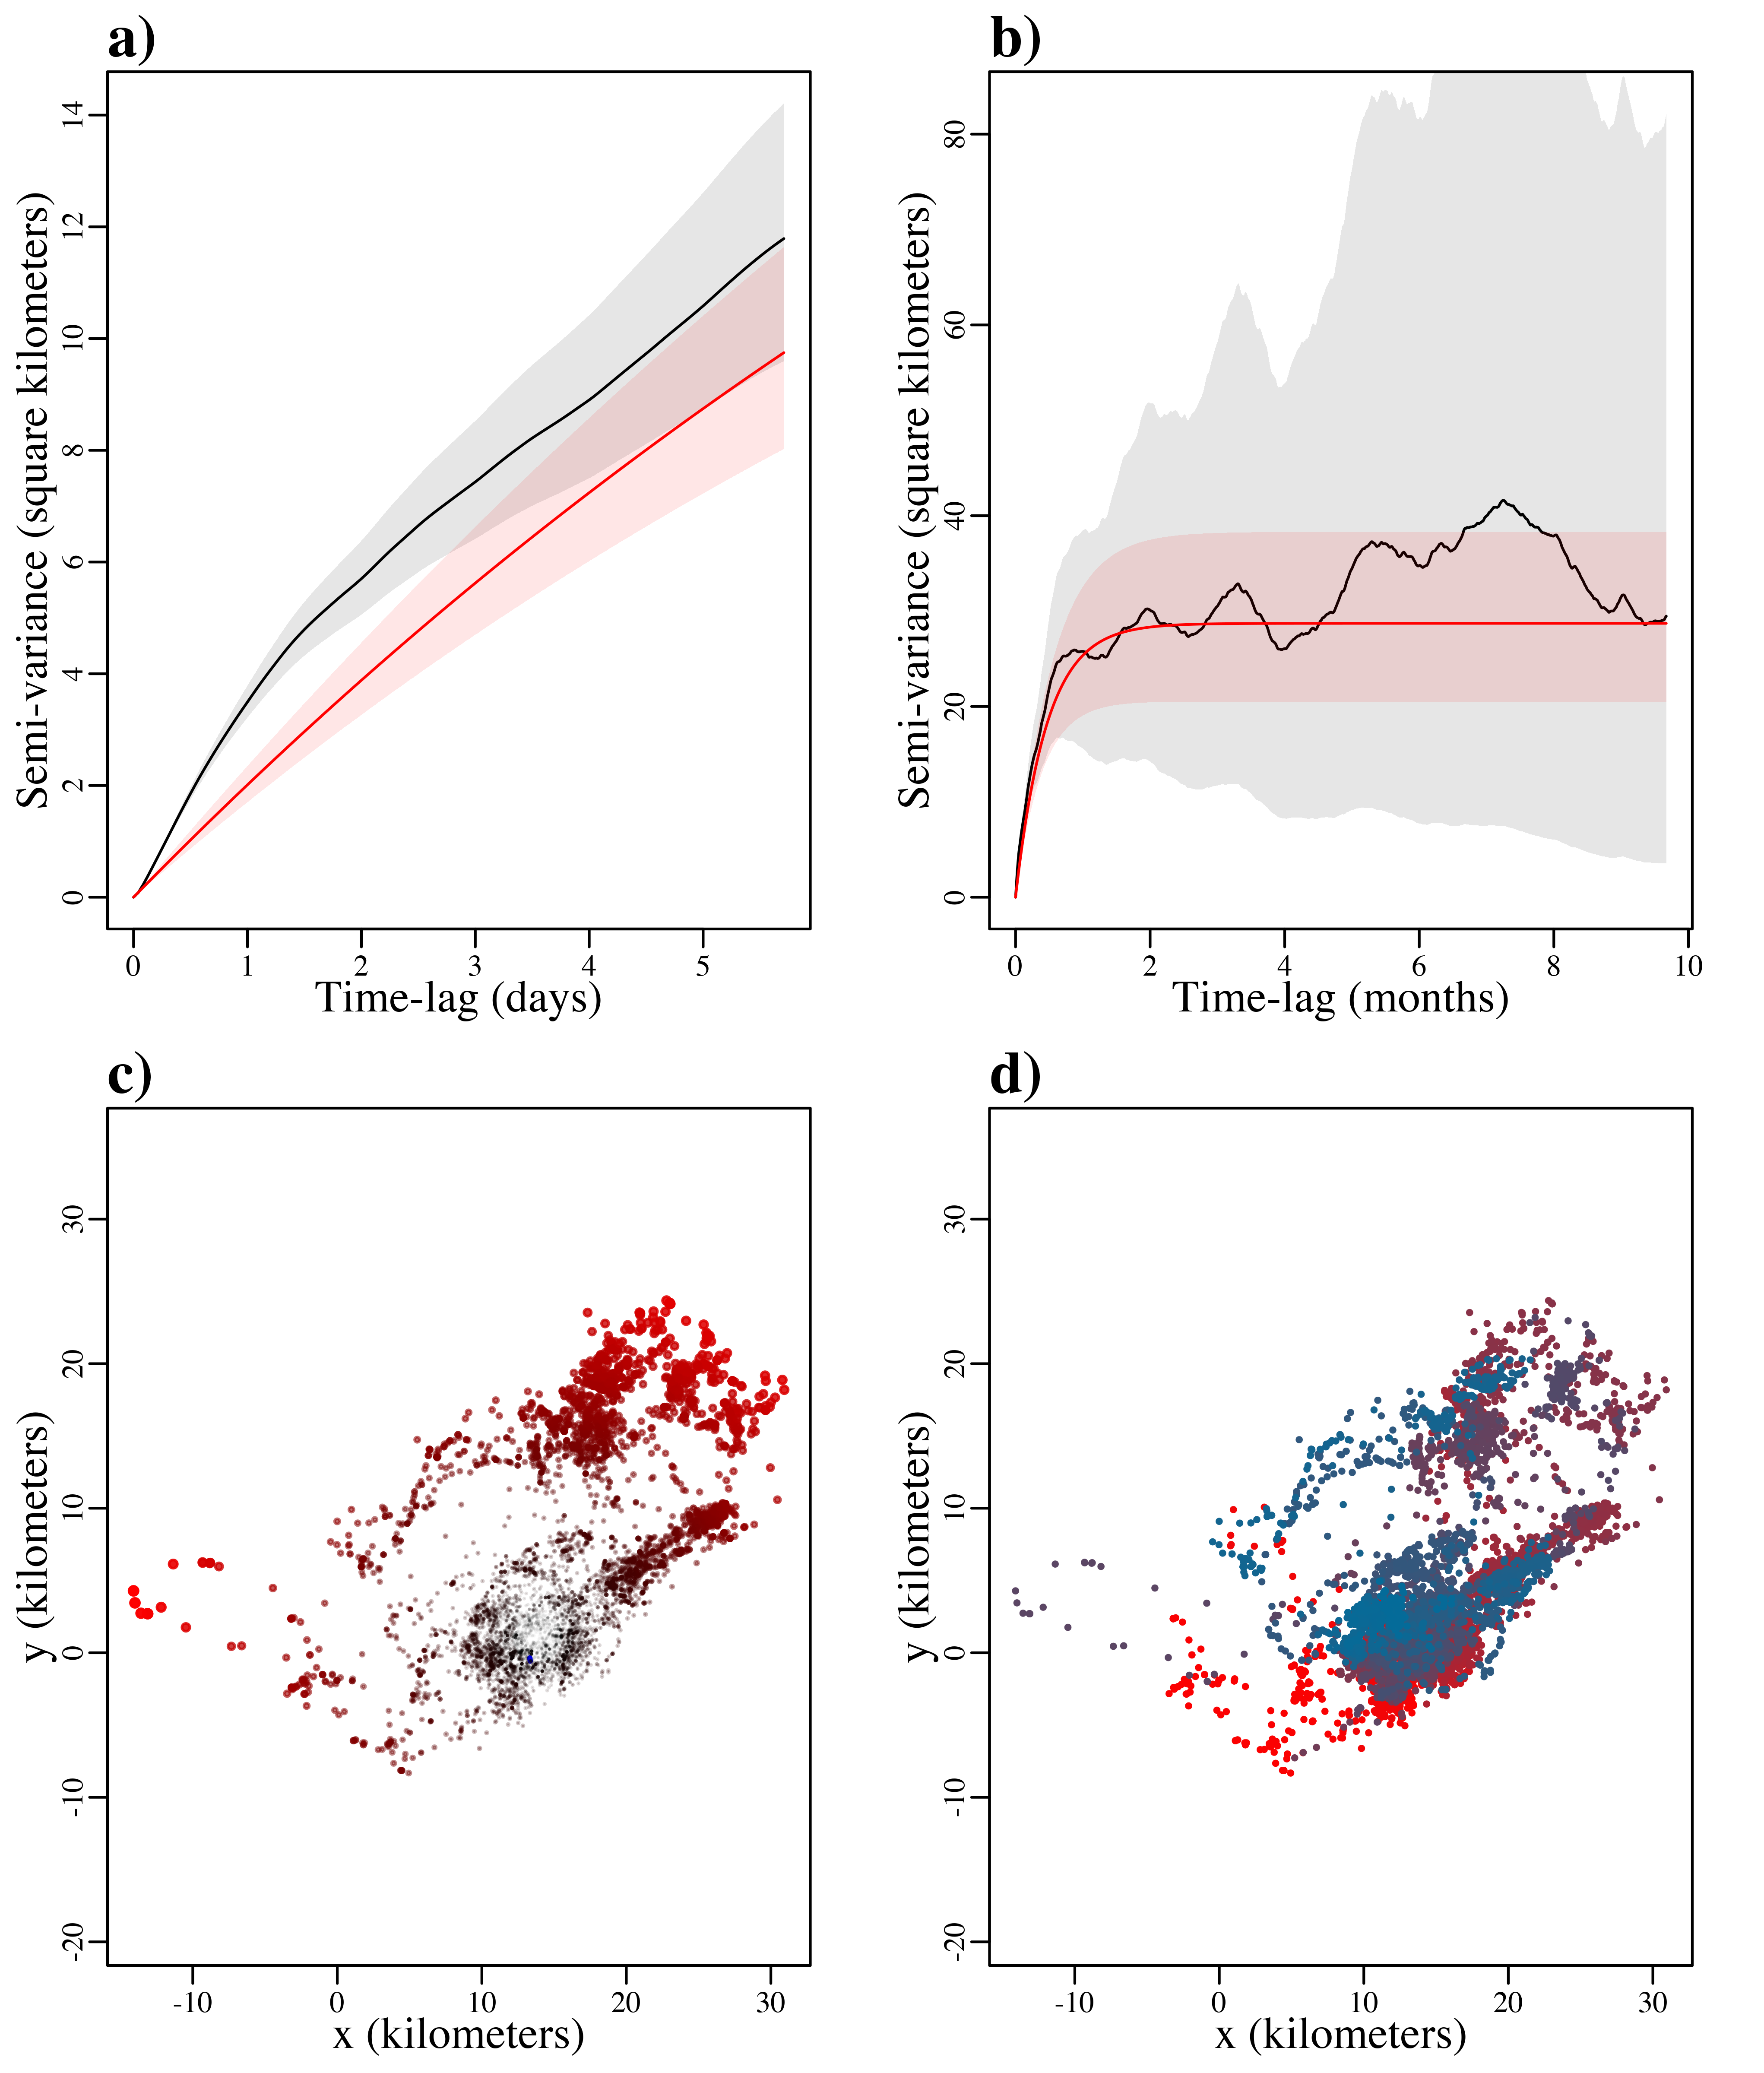 a)
Semi-variance (square kilometers)
14
12
10
8
6
4
2
0
0 1 2 3 4 5
Time-lag (days)
b)
Semi-variance (square kilometers)
80
60
40
20
0
0 2 4 6 8 10
Time-lag (months)
c)
y (kilometers)
30
20
10
0
-10
-20
-10 0 10 20 30
x (kilometers)
d)
y (kilometers)
30
20
10
0
-10
-20
-10 0 10 20 30
x (kilometers)